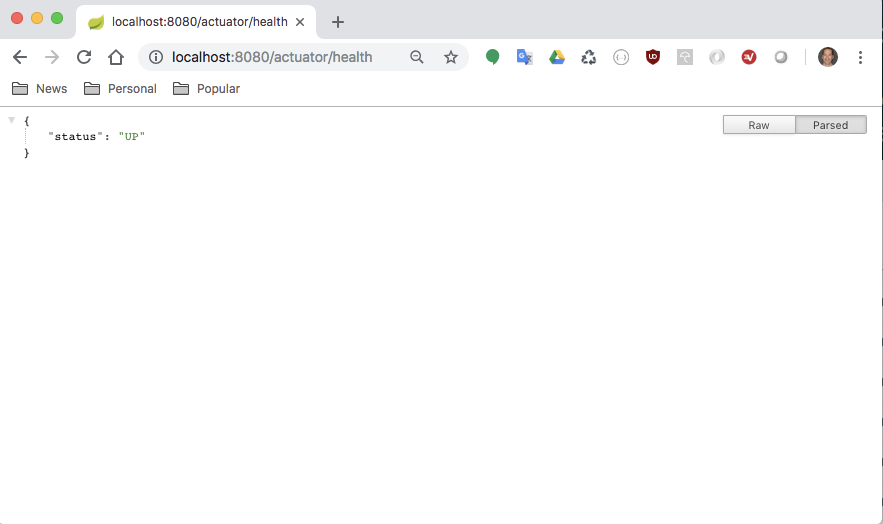 localhost:8080/actuator/health
localhost:8080/actuator/health
News Personal Popular
{
"status": "UP"
}
Raw Parsed